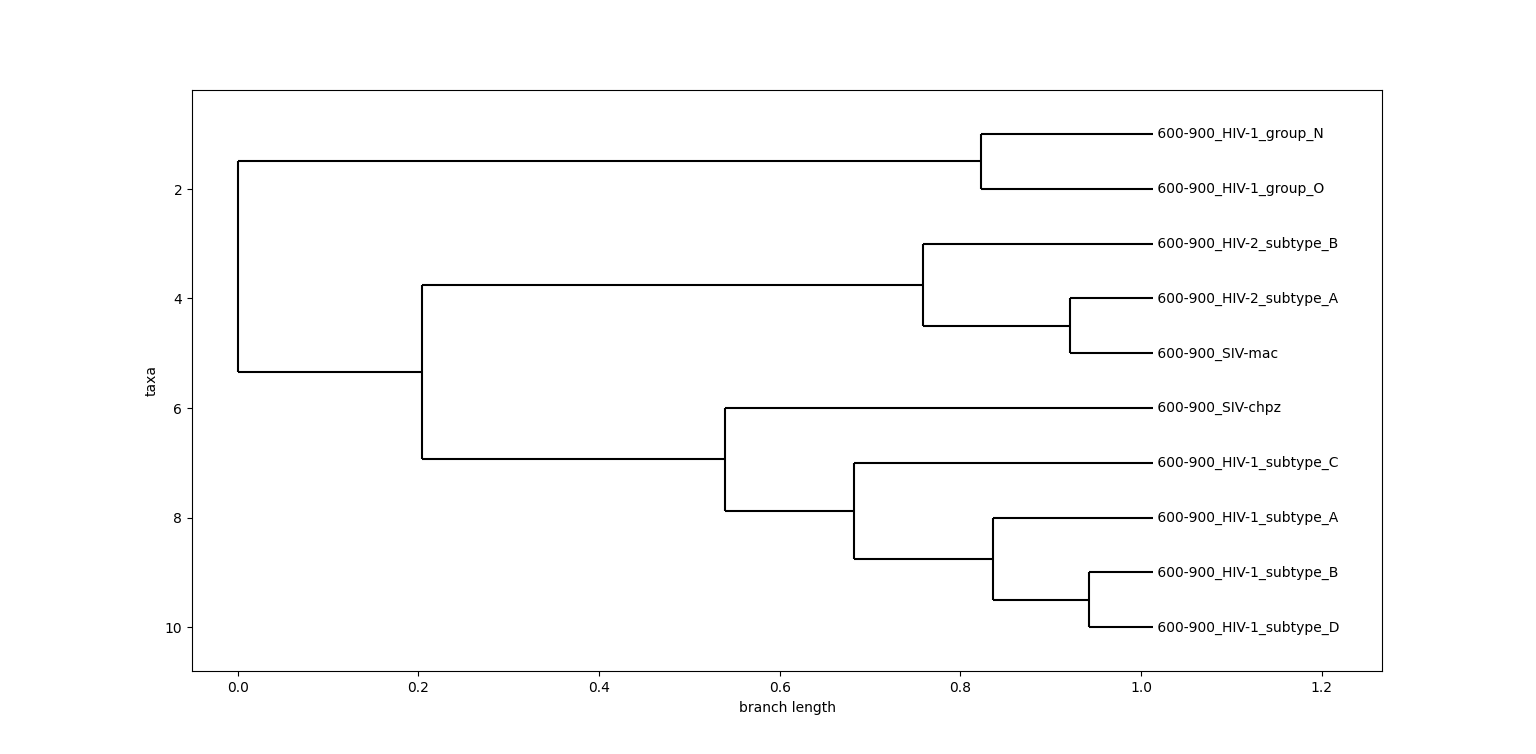 600-900_HIV-1_group_N
600-900_HIV-1_group_O
600-900_HIV-2_subtype_B
600-900_HIV-2_subtype_A
600-900_SIV-mac
600-900_SIV-chpz
600-900_HIV-1_subtype_C
600-900_HIV-1_subtype_A
600-900_HIV-1_subtype_B
600-900_HIV-1_subtype_D
taxa
2
4
6
8
10
0.0 0.2 0.4 0.6 0.8 1.0 1.2
branch length